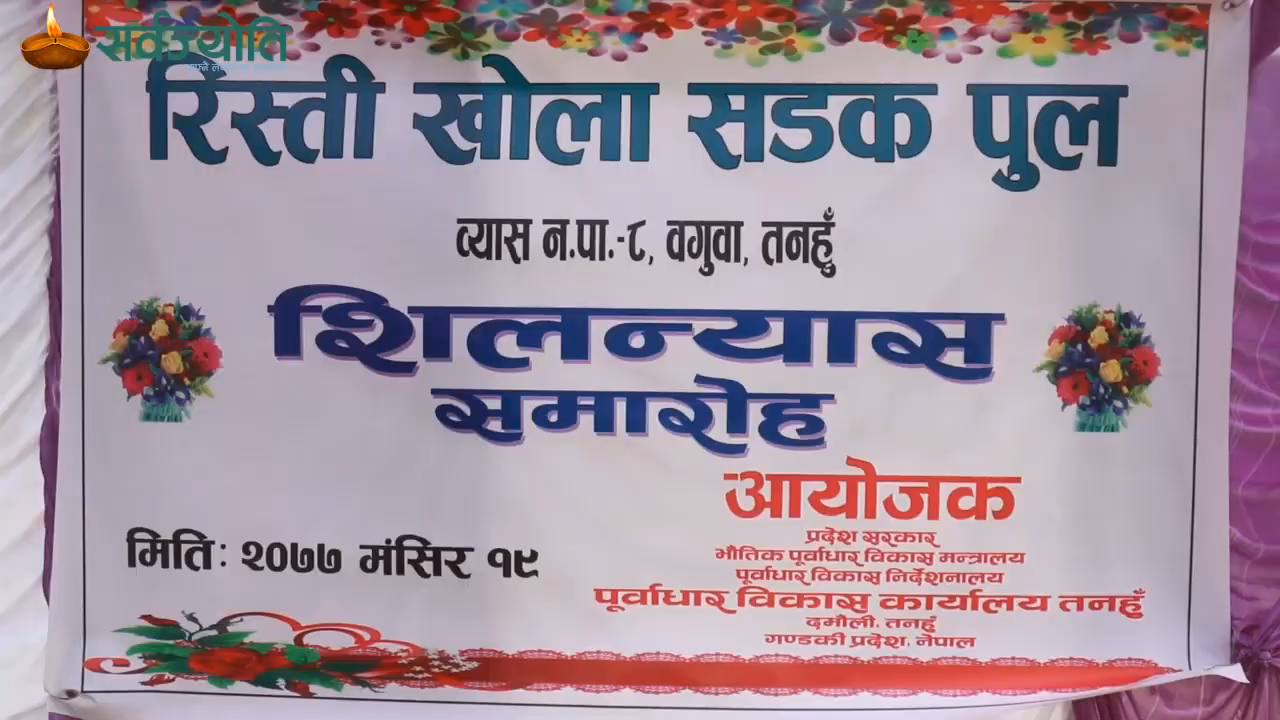 सर्वज्योति
रिस्ती खोला सडक पुल
व्यास न.पा.-८, वगुवा, तनहुँ
शिलन्यास
समारोह
आयोजक
प्रदेश सरकार
भौतिक पूर्वाधार विकास मन्त्रालय
पूर्वाधार विकास निर्देशनालय
पूर्वाधार विकास कार्यालय तनहुँ
दमौली, तनहुँ
गण्डकी प्रदेश, नेपाल
मिति: २०७७ मंसिर १९